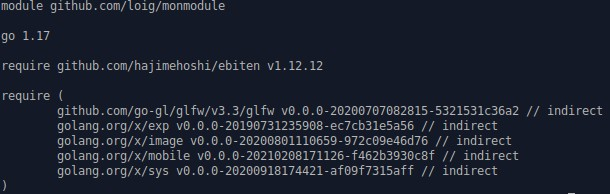 module github.com/loig/monmodule
go 1.17
require github.com/hajimehoshi/ebiten v1.12.12
require (
github.com/go-gl/glfw/v3.3/glfw v0.0.0-20200707082815-5321531c36a2 // indirect
golang.org/x/exp v0.0.0-20190731235908-ec7cb31e5a56 // indirect
golang.org/x/image v0.0.0-20200801110659-972c09e46d76 // indirect
golang.org/x/mobile v0.0.0-20210208171126-f462b3930c8f // indirect
golang.org/x/sys v0.0.0-20200918174421-af09f7315aff // indirect
)